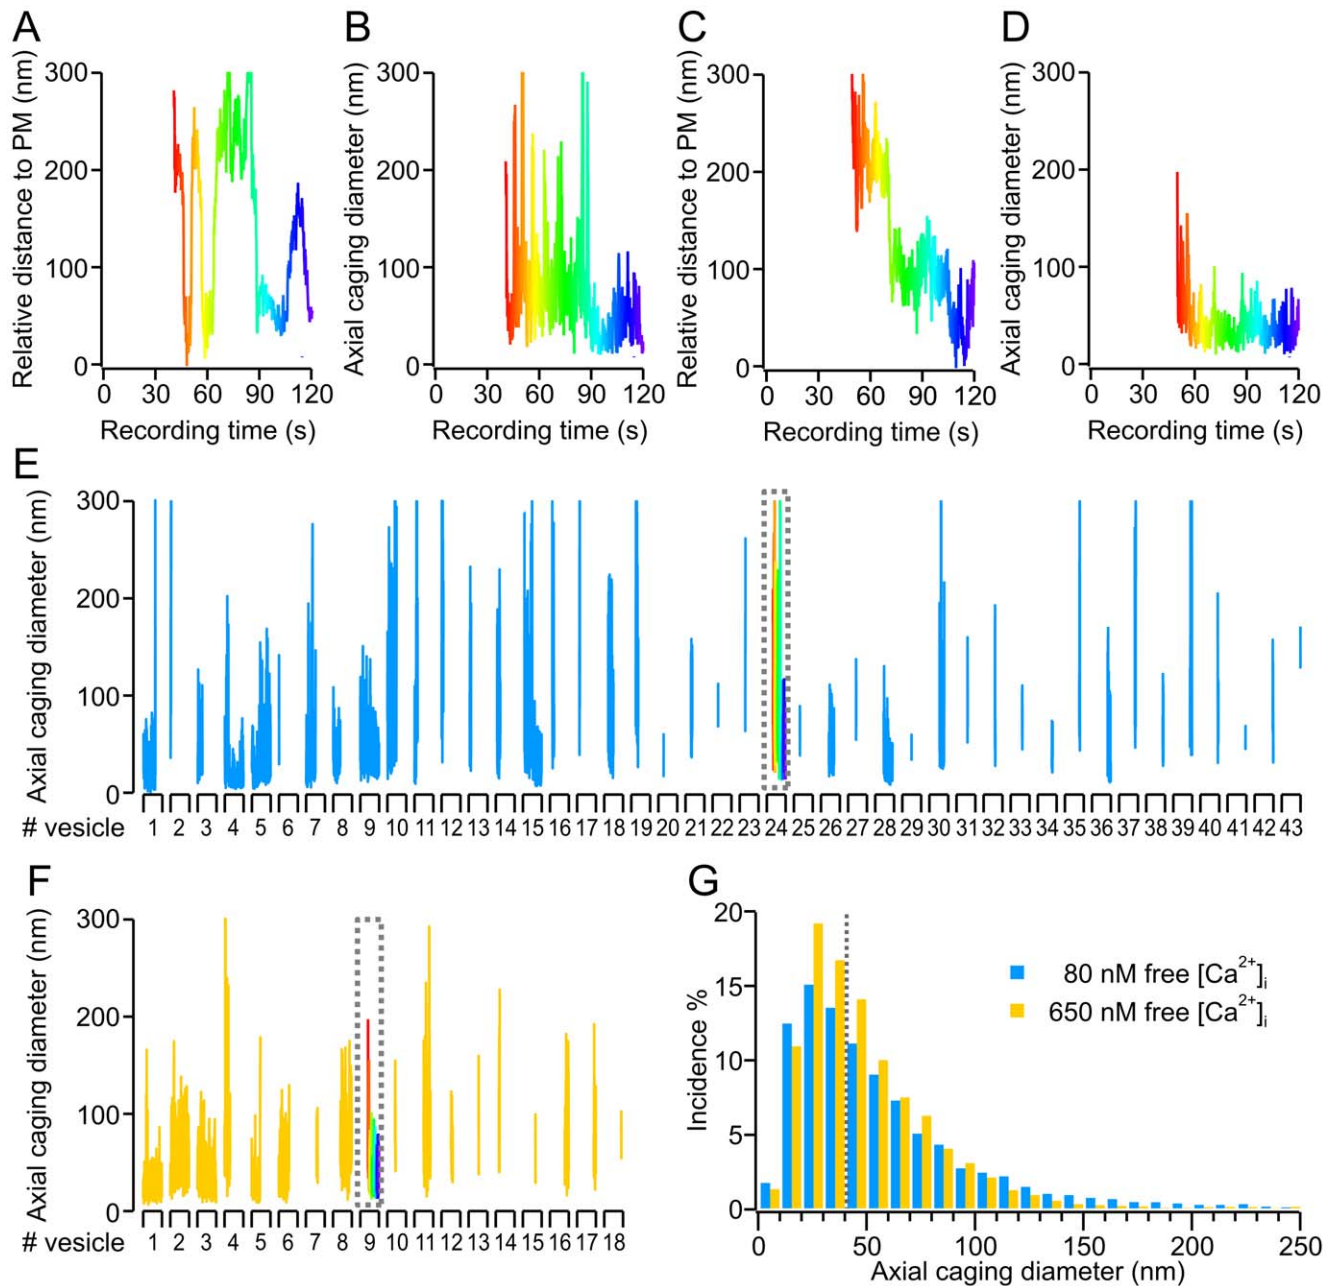 A
B
C
D
Relative distance to PM (nm)
300
200
100
0
0 30 60 90 120
Recording time (s)
Axial caging diameter (nm)
300
200
100
0
0 30 60 90 120
Recording time (s)
Relative distance to PM (nm)
300
200
100
0
0 30 60 90 120
Recording time (s)
Axial caging diameter (nm)
300
200
100
0
0 30 60 90 120
Recording time (s)
E
Axial caging diameter (nm)
300
200
100
0
# vesicle 1 2 3 4 5 6 7 8 9 10 11 12 13 14 15 16 17 18 19 20 21 22 23 24 25 26 27 28 29 30 31 32 33 34 35 36 37 38 39 40 41 42 43
F
Axial caging diameter (nm)
300
200
100
0
# vesicle 1 2 3 4 5 6 7 8 9 10 11 12 13 14 15 16 17 18
G
Incidence %
20
15
10
5
0
80 nM free [Ca²⁺]ᵢ
650 nM free [Ca²⁺]ᵢ
0 50 100 150 200 250
Axial caging diameter (nm)